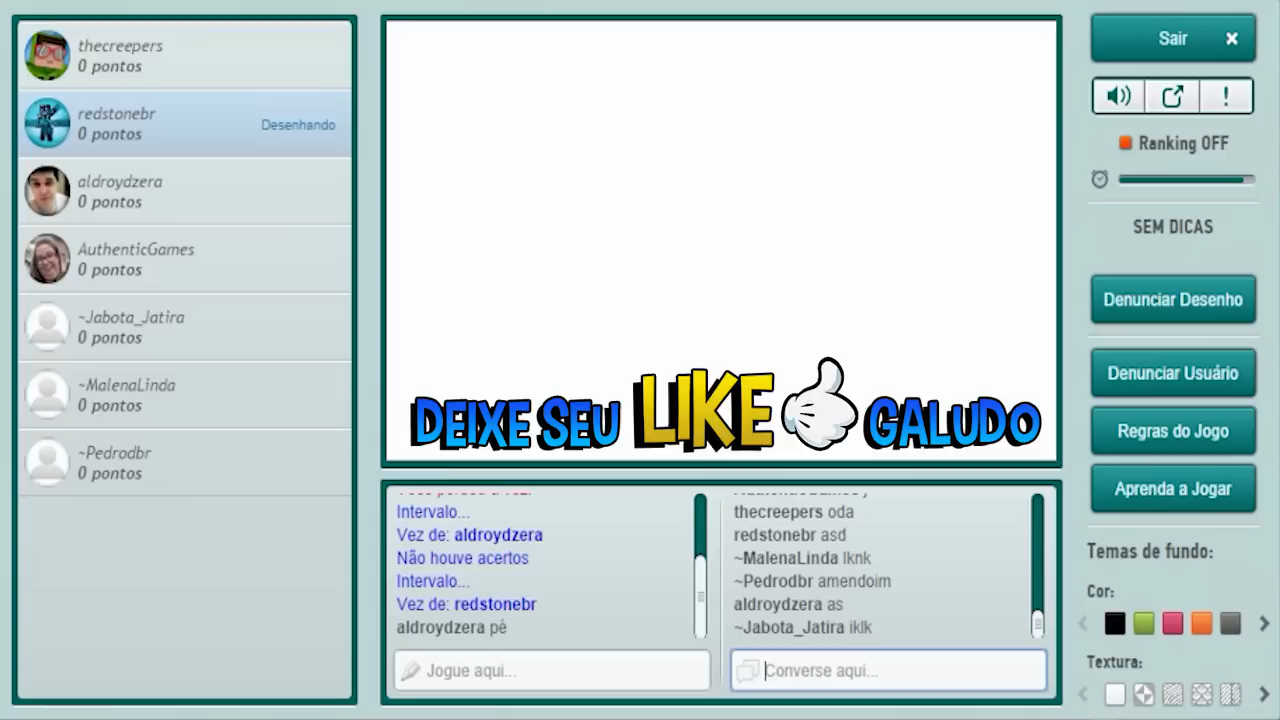 thecreepers
0 pontos
redstonebr
0 pontos
Desenhando
aldroydzera
0 pontos
AuthenticGames
0 pontos
~Jabota_Jatira
0 pontos
~MalenaLinda
0 pontos
~Pedrodbr
0 pontos
DEIXE SEU LIKE GALUDO
Intervalo...
Vez de: aldroydzera
Não houve acertos
Intervalo...
Vez de: redstonebr
aldroydzera pé
Jogue aqui...
thecreepers oda
redstonebr asd
~MalenaLinda lknk
~Pedrodbr amendoim
aldroydzera as
~Jabota_Jatira iklk
Converse aqui...
Sair ×
!
Ranking OFF
SEM DICAS
Denunciar Desenho
Denunciar Usuário
Regras do Jogo
Aprenda a Jogar
Temas de fundo:
Cor:
Textura: